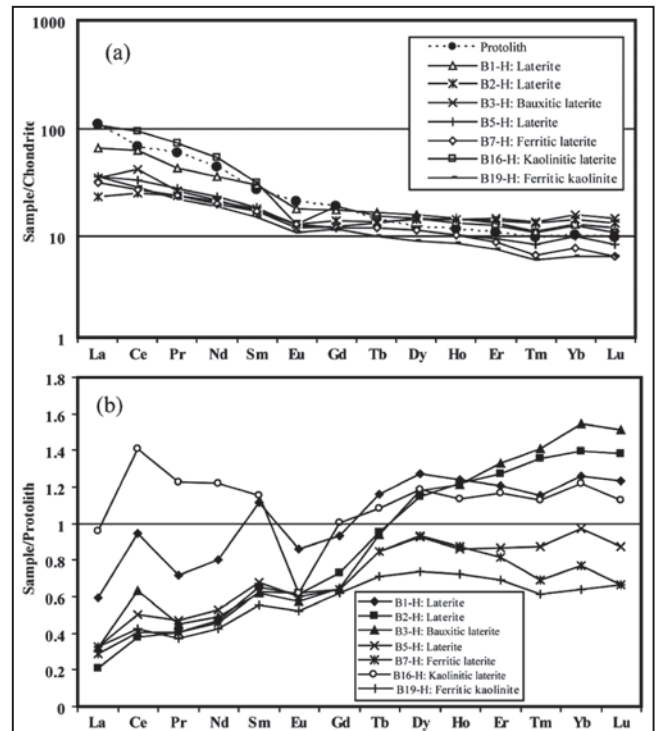 (a)
1000
100
10
1
Sample/Chondrite
Protolith
B1-H: Laterite
B2-H: Laterite
B3-H: Bauxitic laterite
B5-H: Laterite
B7-H: Ferritic laterite
B16-H: Kaolinitic laterite
B19-H: Ferritic kaolinite
La Ce Pr Nd Sm Eu Gd Tb Dy Ho Er Tm Yb Lu
(b)
1.8
1.6
1.4
1.2
1
0.8
0.6
0.4
0.2
0
Sample/Protolith
B1-H: Laterite
B2-H: Laterite
B3-H: Bauxitic laterite
B5-H: Laterite
B7-H: Ferritic laterite
B16-H: Kaolinitic laterite
B19-H: Ferritic kaolinite
La Ce Pr Nd Sm Eu Gd Tb Dy Ho Er Tm Yb Lu